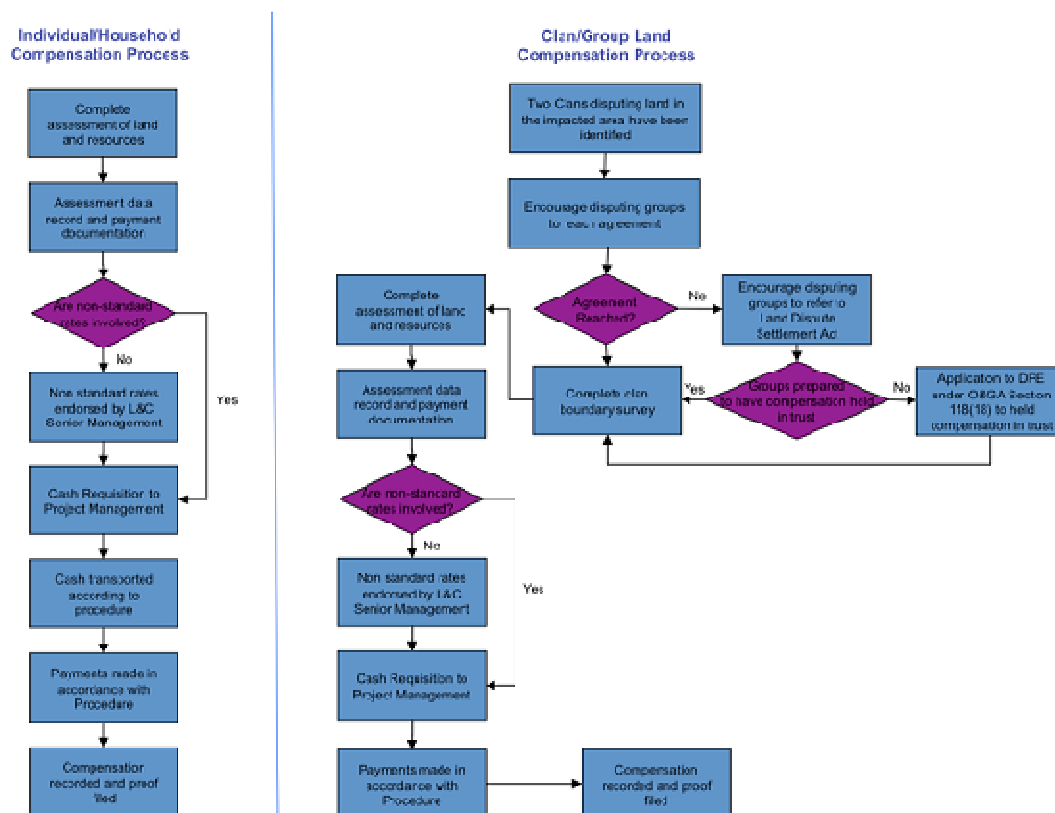 Individual/Household
Compensation Process
Complete
assessment of land
and resources
Assessment data
record and payment
documentation
Are non-standard
rates involved?
No
Yes
Non standard rates
endorsed by L&C
Senior Management
Cash Requisition to
Project Management
Cash transported
according to
procedure
Payments made in
accordance with
Procedure
Compensation
recorded and proof
filed
Clan/Group Land
Compensation Process
Two Clans disputing land in
the impacted area have been
identified
Encourage disputing groups
to reach agreement
Agreement
Reached?
No
Encourage disputing
groups to refer to
Land Dispute
Settlement Act
Groups prepared
to have compensation held
in trust
Yes
No
Application to DPE
under O&GA Section
118(18) to held
compensation in trust
Complete clan
boundary survey
Complete
assessment of land
and resources
Assessment data
record and payment
documentation
Are non-standard
rates involved?
No
Yes
Non standard rates
endorsed by L&C
Senior Management
Cash Requisition to
Project Management
Payments made in
accordance with
Procedure
Compensation
recorded and proof
filed